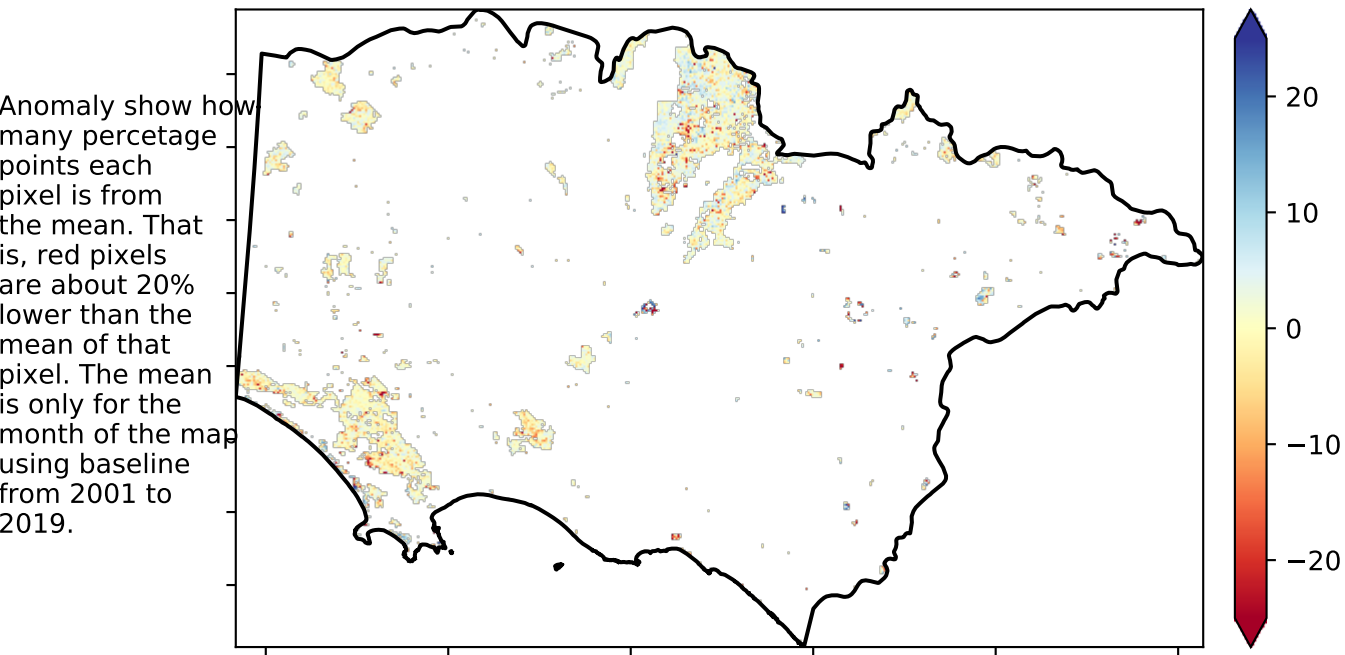 Anomaly show how
many percetage
points each
pixel is from
the mean. That
is, red pixels
are about 20%
lower than the
mean of that
pixel. The mean
is only for the
month of the map
using baseline
from 2001 to
2019.
20
10
0
−10
−20